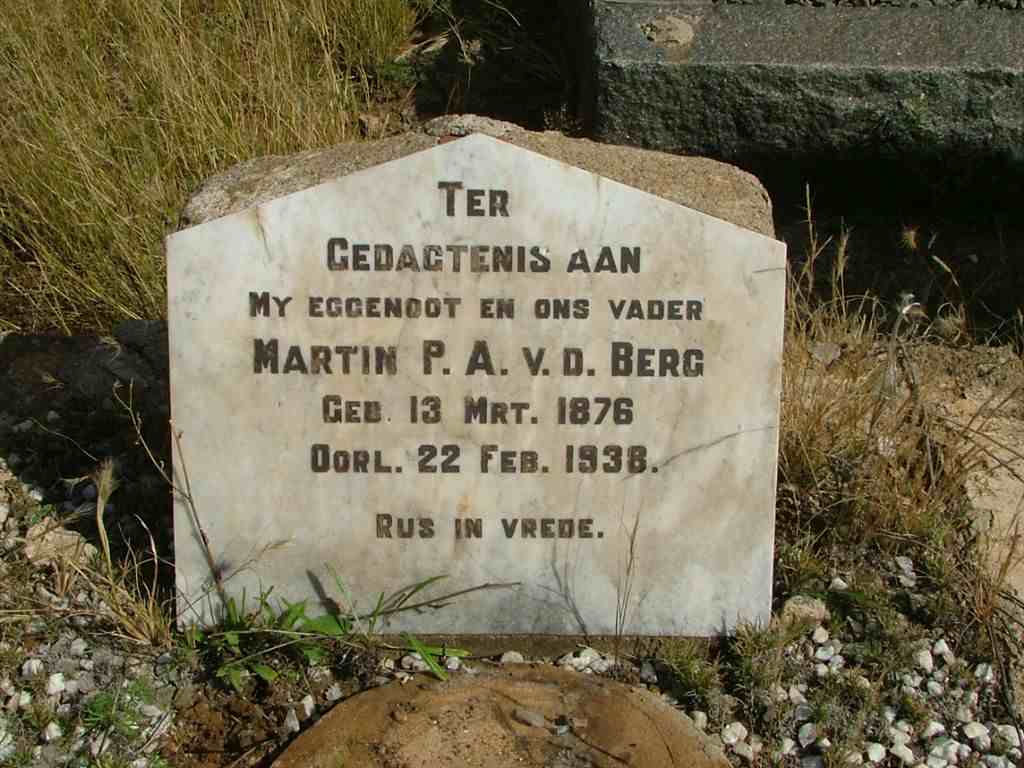 TER
GEDACTENIS AAN
MY EGGENOOT EN ONS VADER
MARTIN P. A. V. D. BERG
GEB. 13 MRT. 1876
OORL. 22 FEB. 1938.
RUS IN VREDE.